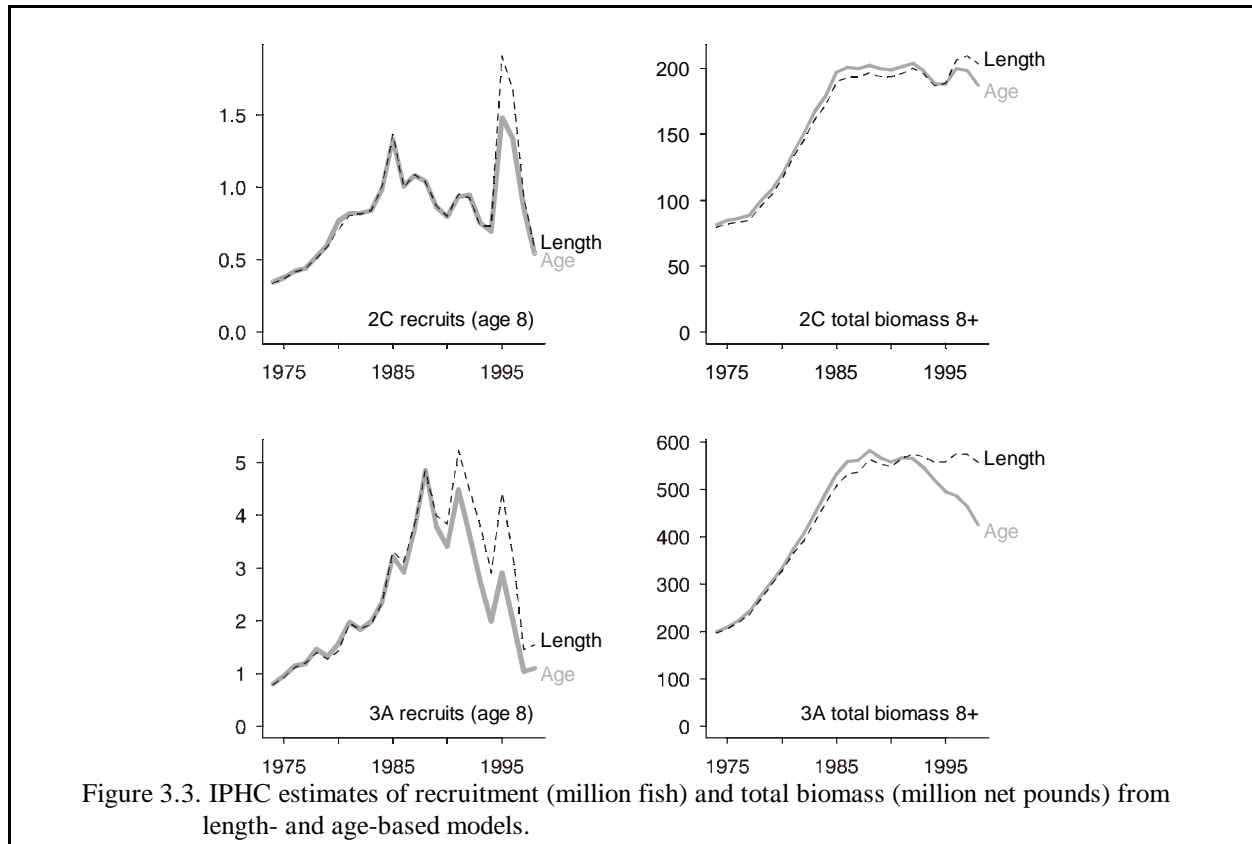 1.5
1.0
0.5
0.0
Length
Age
2C recruits (age 8)
1975 1985 1995
200
150
100
50
0
Length
Age
2C total biomass 8+
1975 1985 1995
5
4
3
2
1
0
Length
Age
3A recruits (age 8)
1975 1985 1995
600
500
400
300
200
100
0
Length
Age
3A total biomass 8+
1975 1985 1995
Figure 3.3. IPHC estimates of recruitment (million fish) and total biomass (million net pounds) from
length- and age-based models.